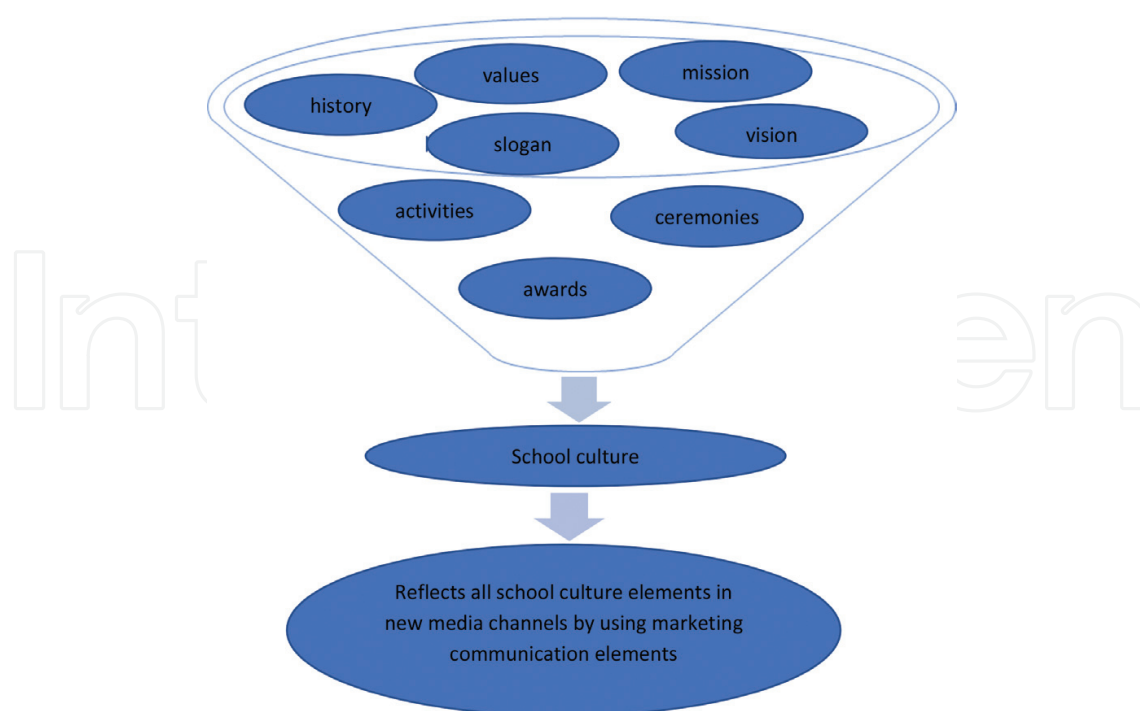 values
mission
history
slogan
vision
activities
ceremonies
awards
School culture
Reflects all school culture elements in
new media channels by using marketing
communication elements